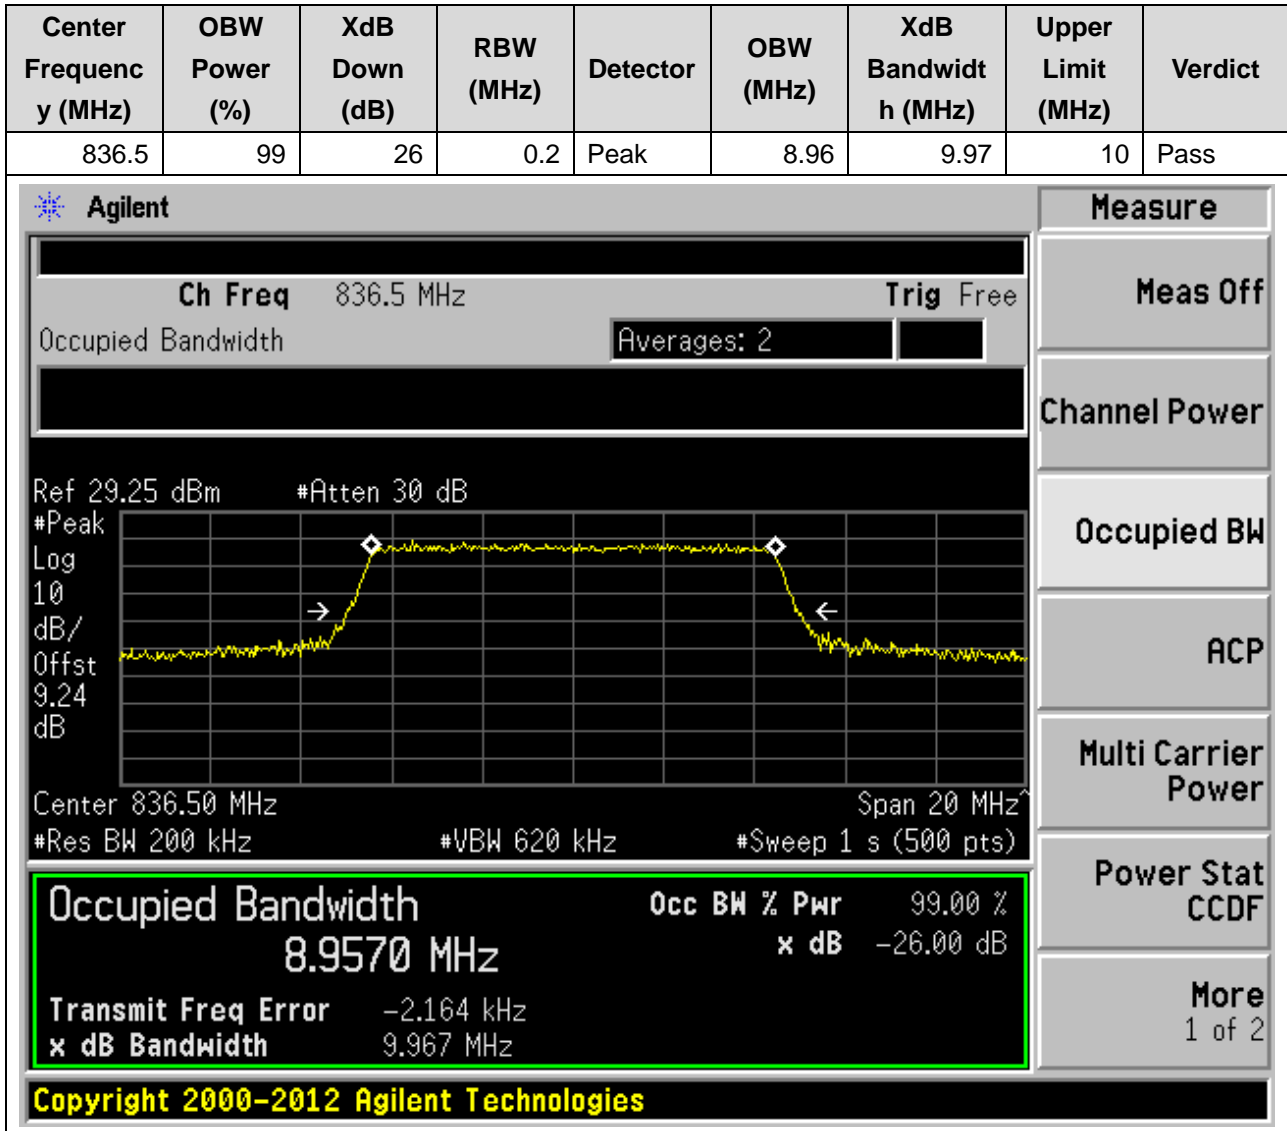 Center Frequenc y (MHz) OBW Power (%) XdB Down (dB) RBW (MHz) Detector OBW (MHz) XdB Bandwidt h (MHz) Upper Limit (MHz) Verdict
836.5 99 26 0.2 Peak 8.96 9.97 10 Pass
Agilent
Measure
Ch Freq 836.5 MHz Trig Free
Occupied Bandwidth Averages: 2
Meas Off
Channel Power
Occupied BW
ACP
Multi Carrier
Power
Power Stat
CCDF
More
1 of 2
Ref 29.25 dBm #Atten 30 dB
#Peak
Log
10
dB/
Offst
9.24
dB
Center 836.50 MHz Span 20 MHz^
#Res BW 200 kHz #VBW 620 kHz #Sweep 1 s (500 pts)
Occupied Bandwidth Occ BW % Pwr 99.00 %
8.9570 MHz x dB -26.00 dB
Transmit Freq Error -2.164 kHz
x dB Bandwidth 9.967 MHz
Copyright 2000-2012 Agilent Technologies